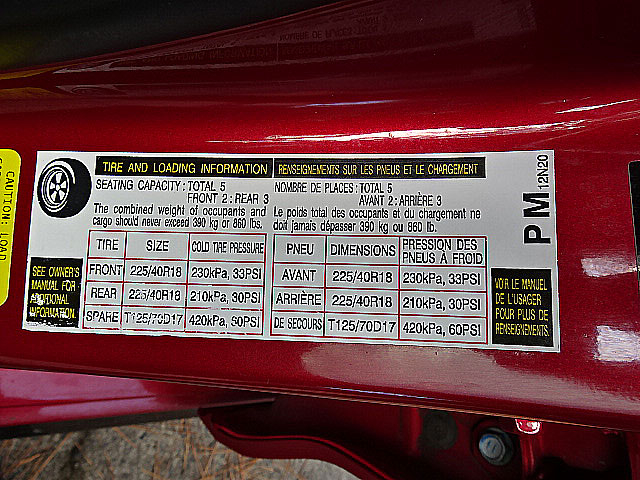 TIRE AND LOADING INFORMATION
SEATING CAPACITY : TOTAL 5
FRONT 2 : REAR 3
The combined weight of occupants and
cargo should never exceed 390 kg or 860 lbs.
TIRE SIZE COLD TIRE PRESSURE
FRONT 225/40R18 230kPa, 33PSI
REAR 225/40R18 210kPa, 30PSI
SPARE T125/70D17 420kPa, 60PSI
SEE OWNER'S
MANUAL FOR
ADDITIONAL
INFORMATION.
RENSEIGNEMENTS SUR LES PNEUS ET LE CHARGEMENT
NOMBRE DE PLACES : TOTAL 5
AVANT 2 : ARRIÈRE 3
Le poids total des occupants et du chargement ne
doit jamais dépasser 390 kg ou 860 lb.
PNEU DIMENSIONS PRESSION DES
PNEUS À FROID
AVANT 225/40R18 230kPa, 33PSI
ARRIÈRE 225/40R18 210kPa, 30PSI
DE SECOURS T125/70D17 420kPa, 60PSI
VOIR LE MANUEL
DE L'USAGER
POUR PLUS DE
RENSEIGNEMENTS.
PM 12N20
CAUTION: LOAD